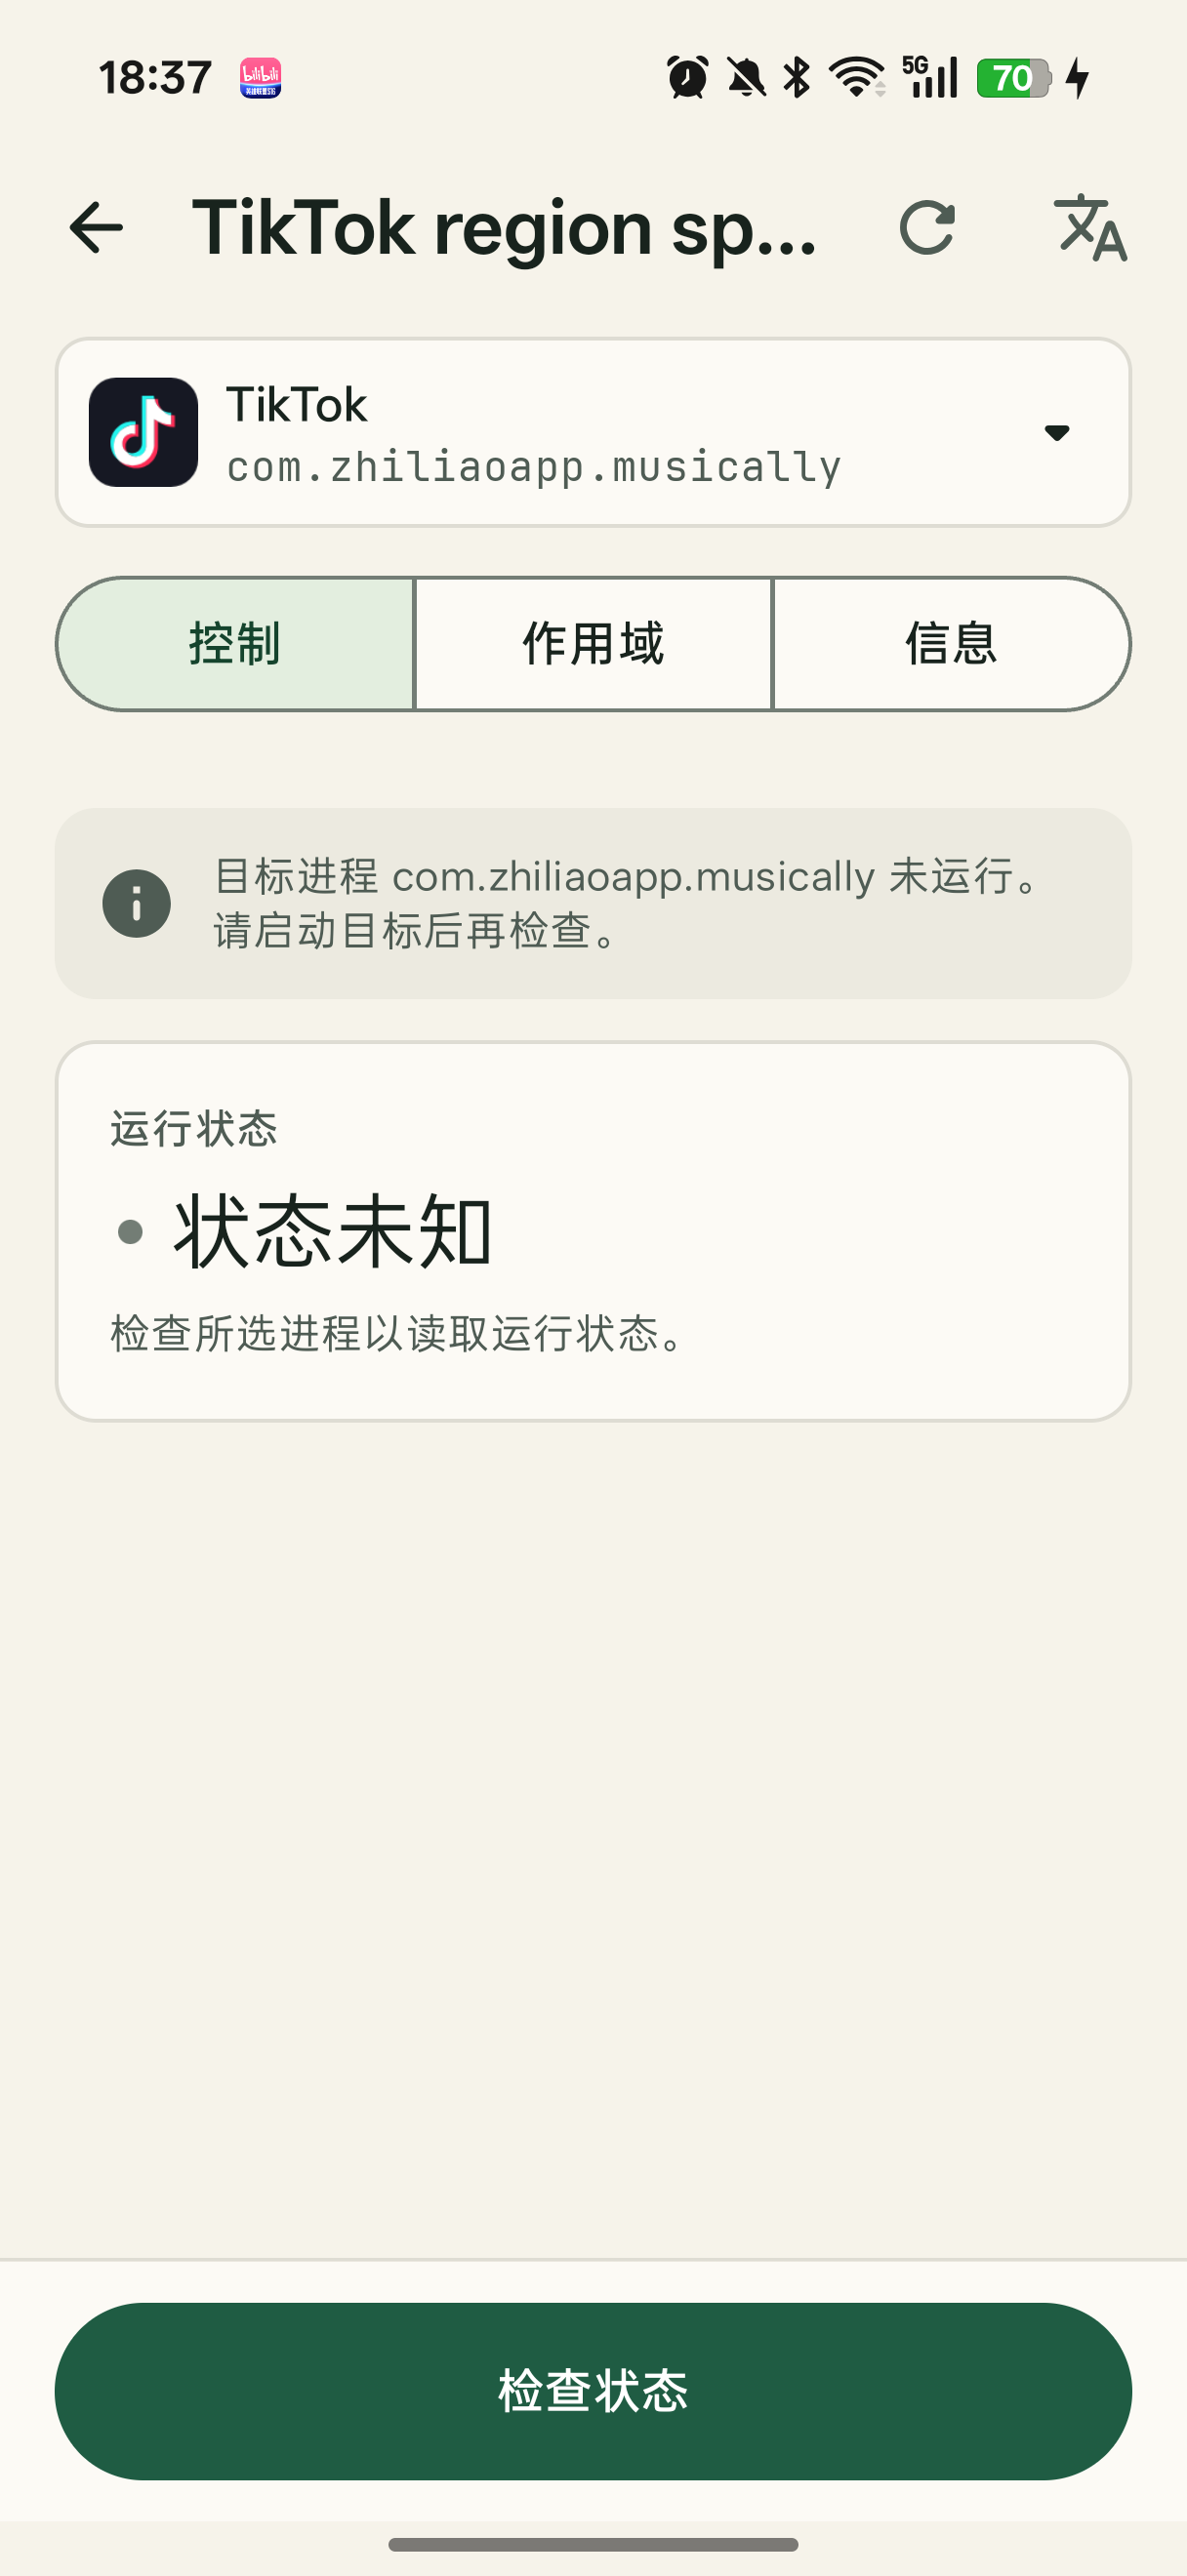 18:37
bilibili
5G
70
TikTok region sp...
TikTok
com.zhiliaoapp.musically
控制
作用域
信息
目标进程 com.zhiliaoapp.musically 未运行。
请启动目标后再检查。
运行状态
状态未知
检查所选进程以读取运行状态。
检查状态